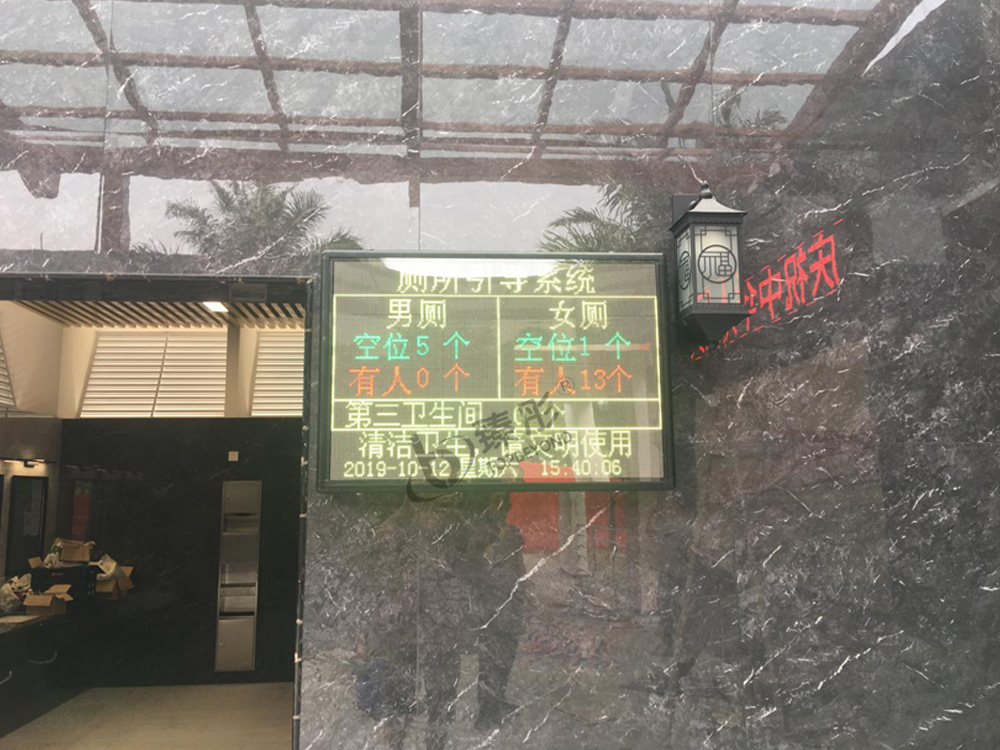 厕所引导系统
男厕 女厕
空位5 个 空位1 个
有人0 个 有人13个
第三卫生间
清洁卫生,请文明使用
2019-10-12 星期六 15:40:06
臻彤®
福